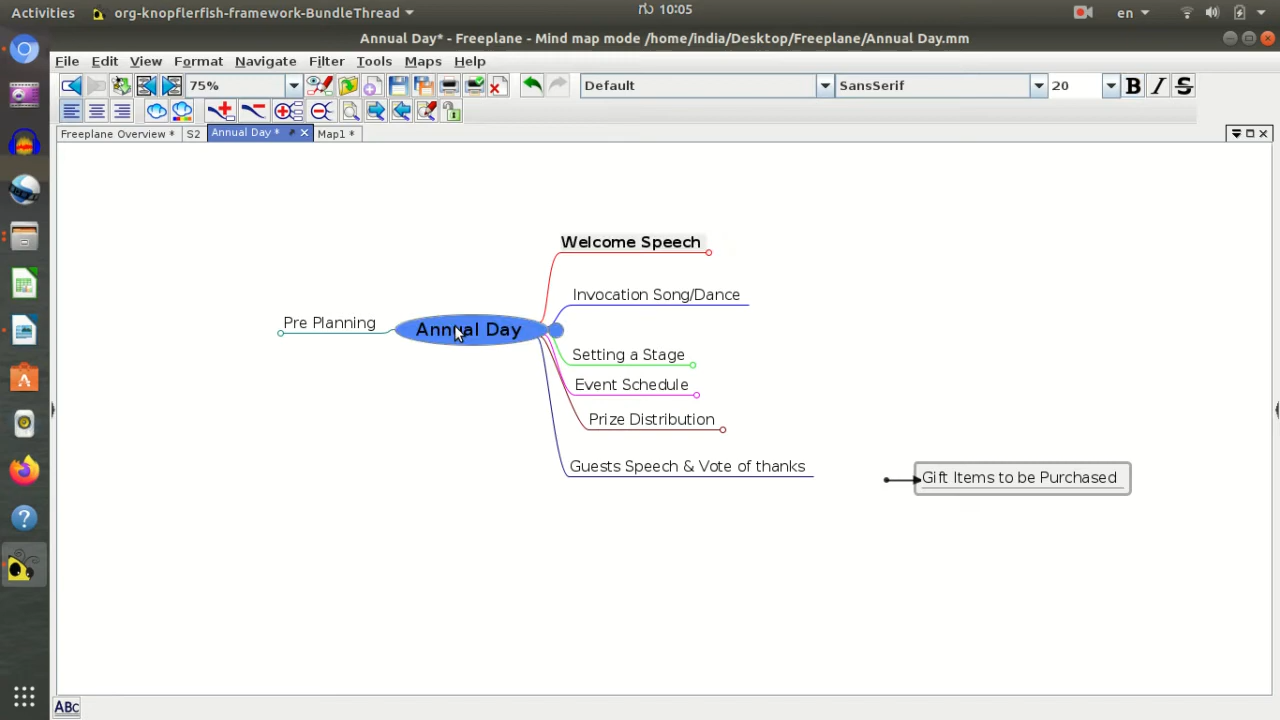 Activities
org-knopflerfish-framework-BundleThread
10:05
en
Annual Day* - Freeplane - Mind map mode /home/india/Desktop/Freeplane/Annual Day.mm
File Edit View Format Navigate Filter Tools Maps Help
75%
Default
SansSerif
20
B I S
Freeplane Overview *
S2
Annual Day *
Map1 *
Welcome Speech
Invocation Song/Dance
Pre Planning
Annual Day
Setting a Stage
Event Schedule
Prize Distribution
Guests Speech & Vote of thanks
Gift Items to be Purchased
ABC